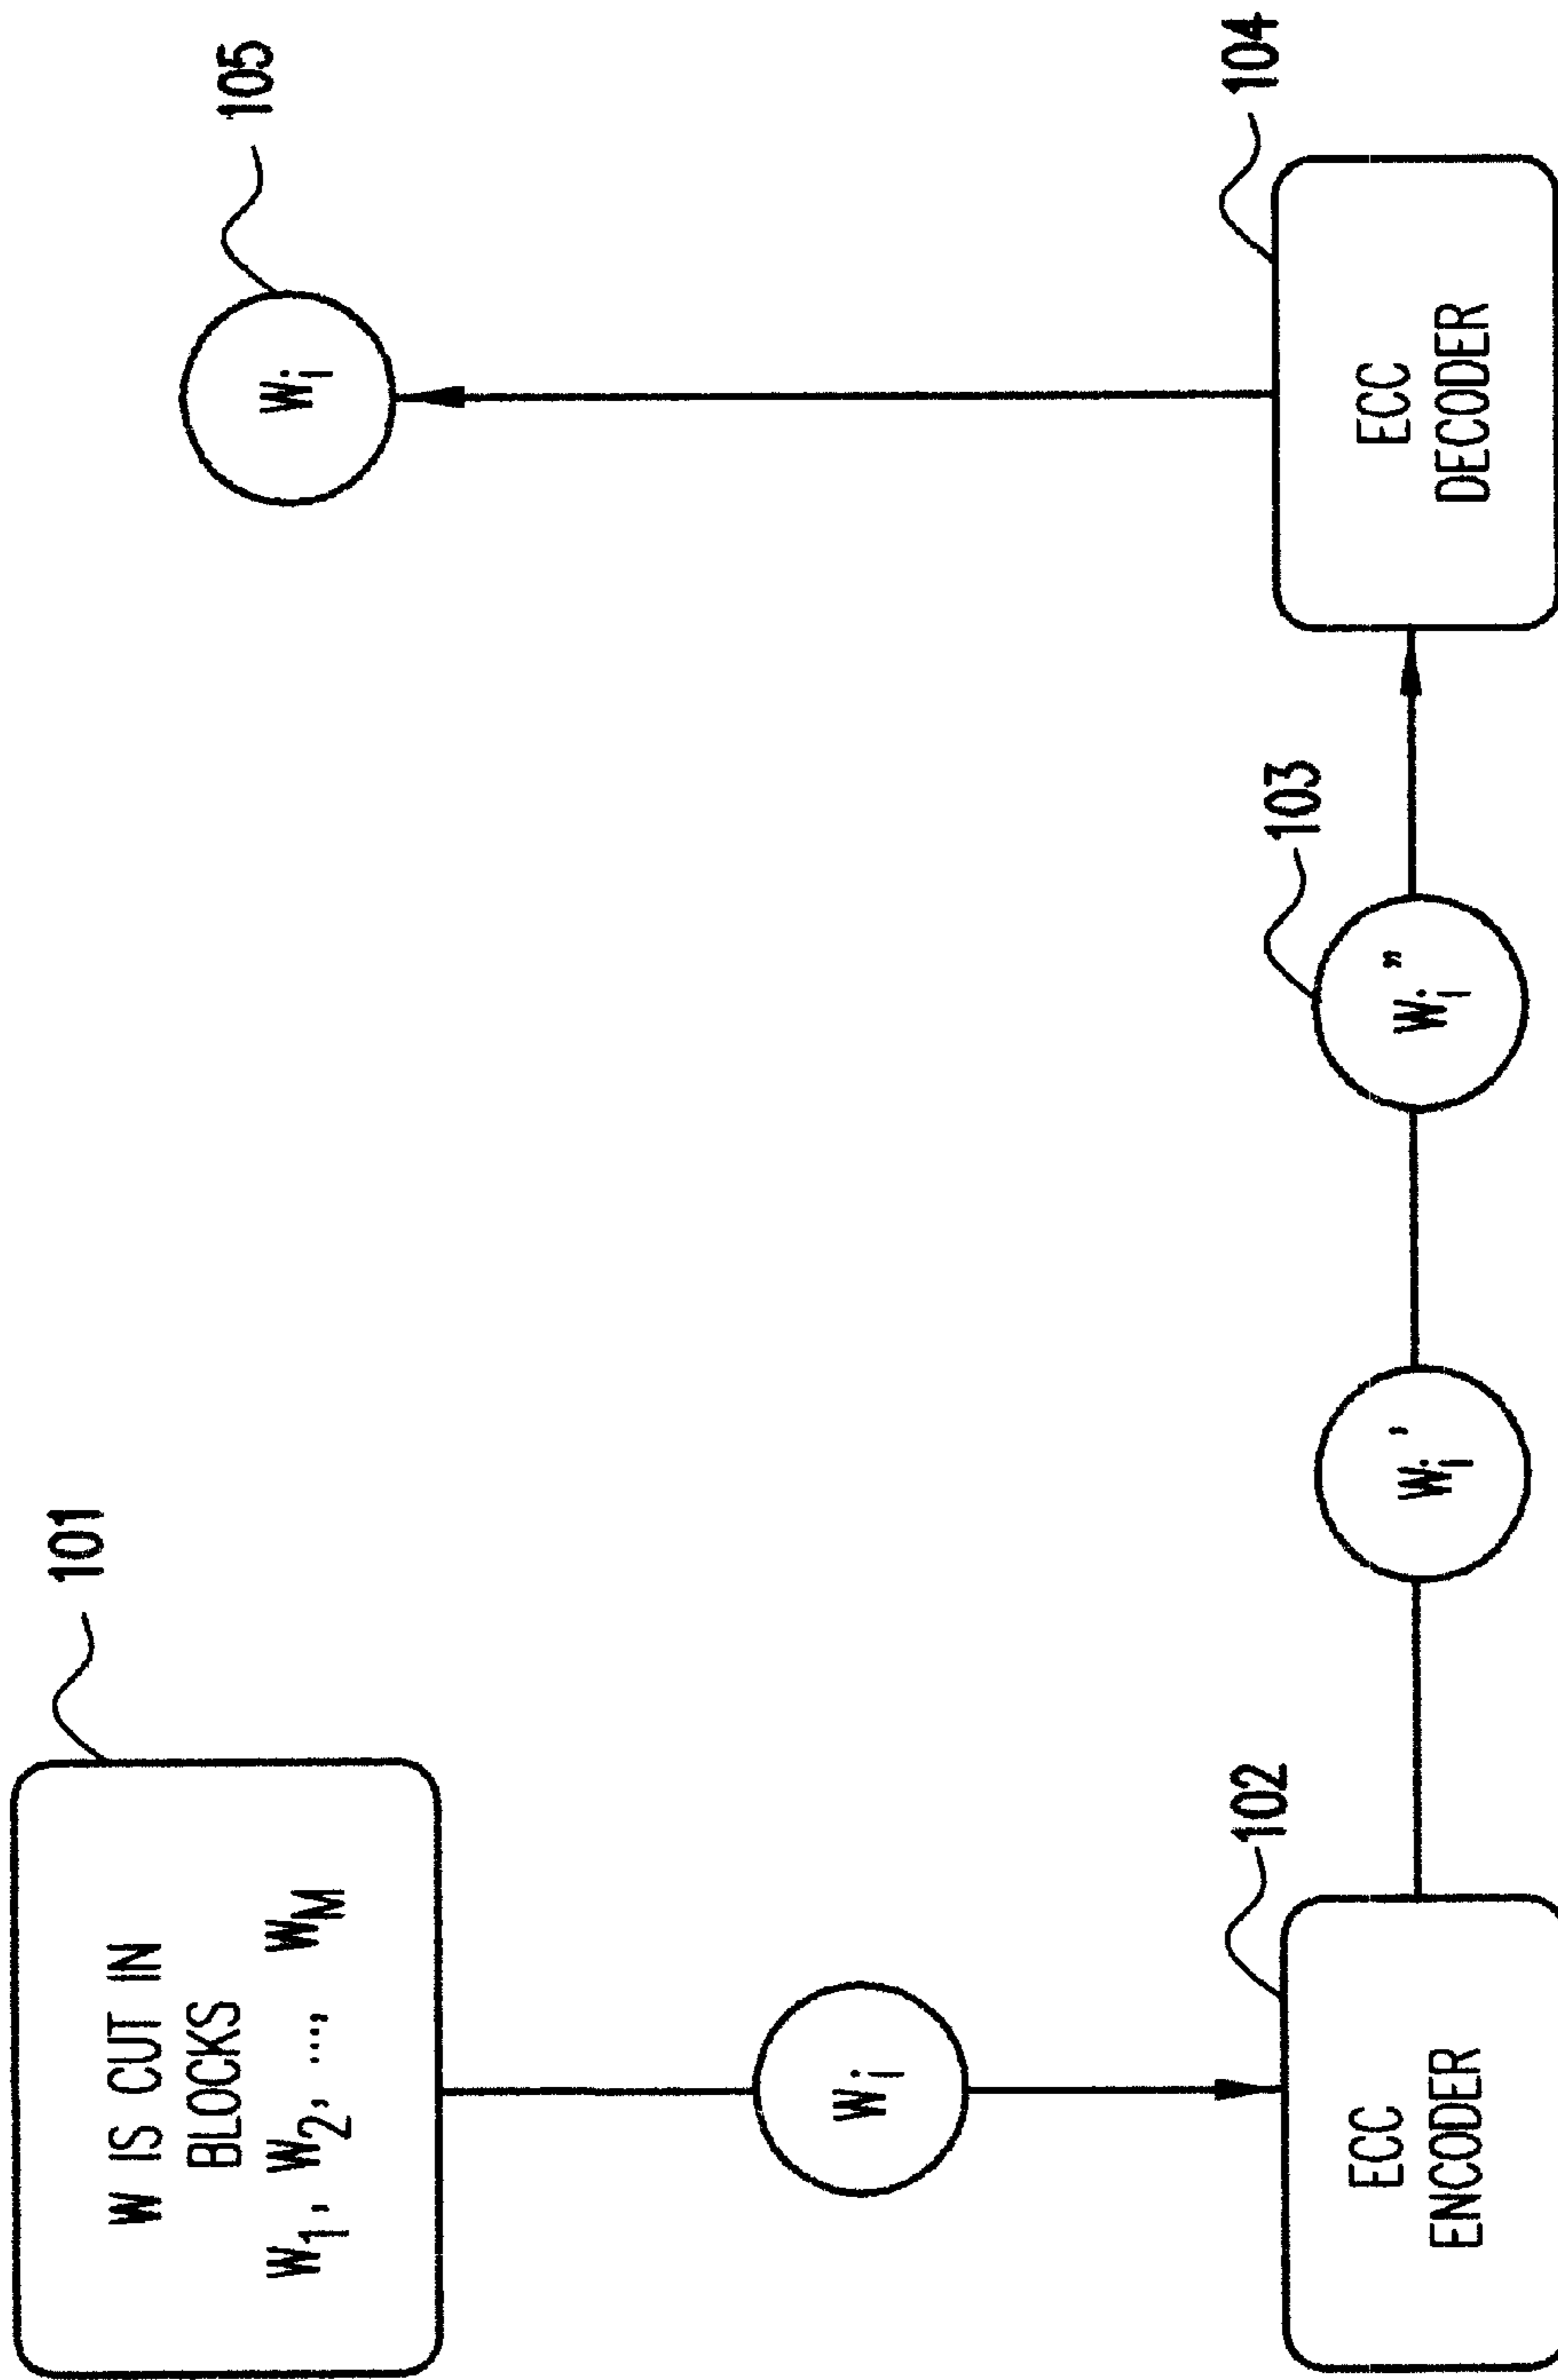 101
W IS CUT IN
BLOCKS
W1, W2, ..., WM
Wi
102
ECC
ENCODER
Wi'
103
Wi"
104
ECC
DECODER
105
Wi